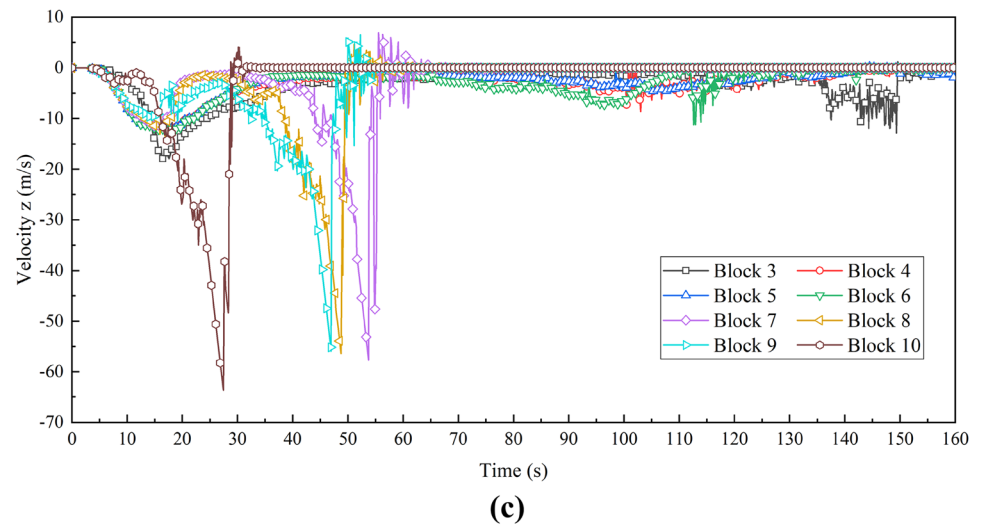 10
0
-10
-20
-30
-40
-50
-60
-70
Velocity z (m/s)
Block 3 Block 4
Block 5 Block 6
Block 7 Block 8
Block 9 Block 10
0 10 20 30 40 50 60 70 80 90 100 110 120 130 140 150 160
Time (s)
(c)